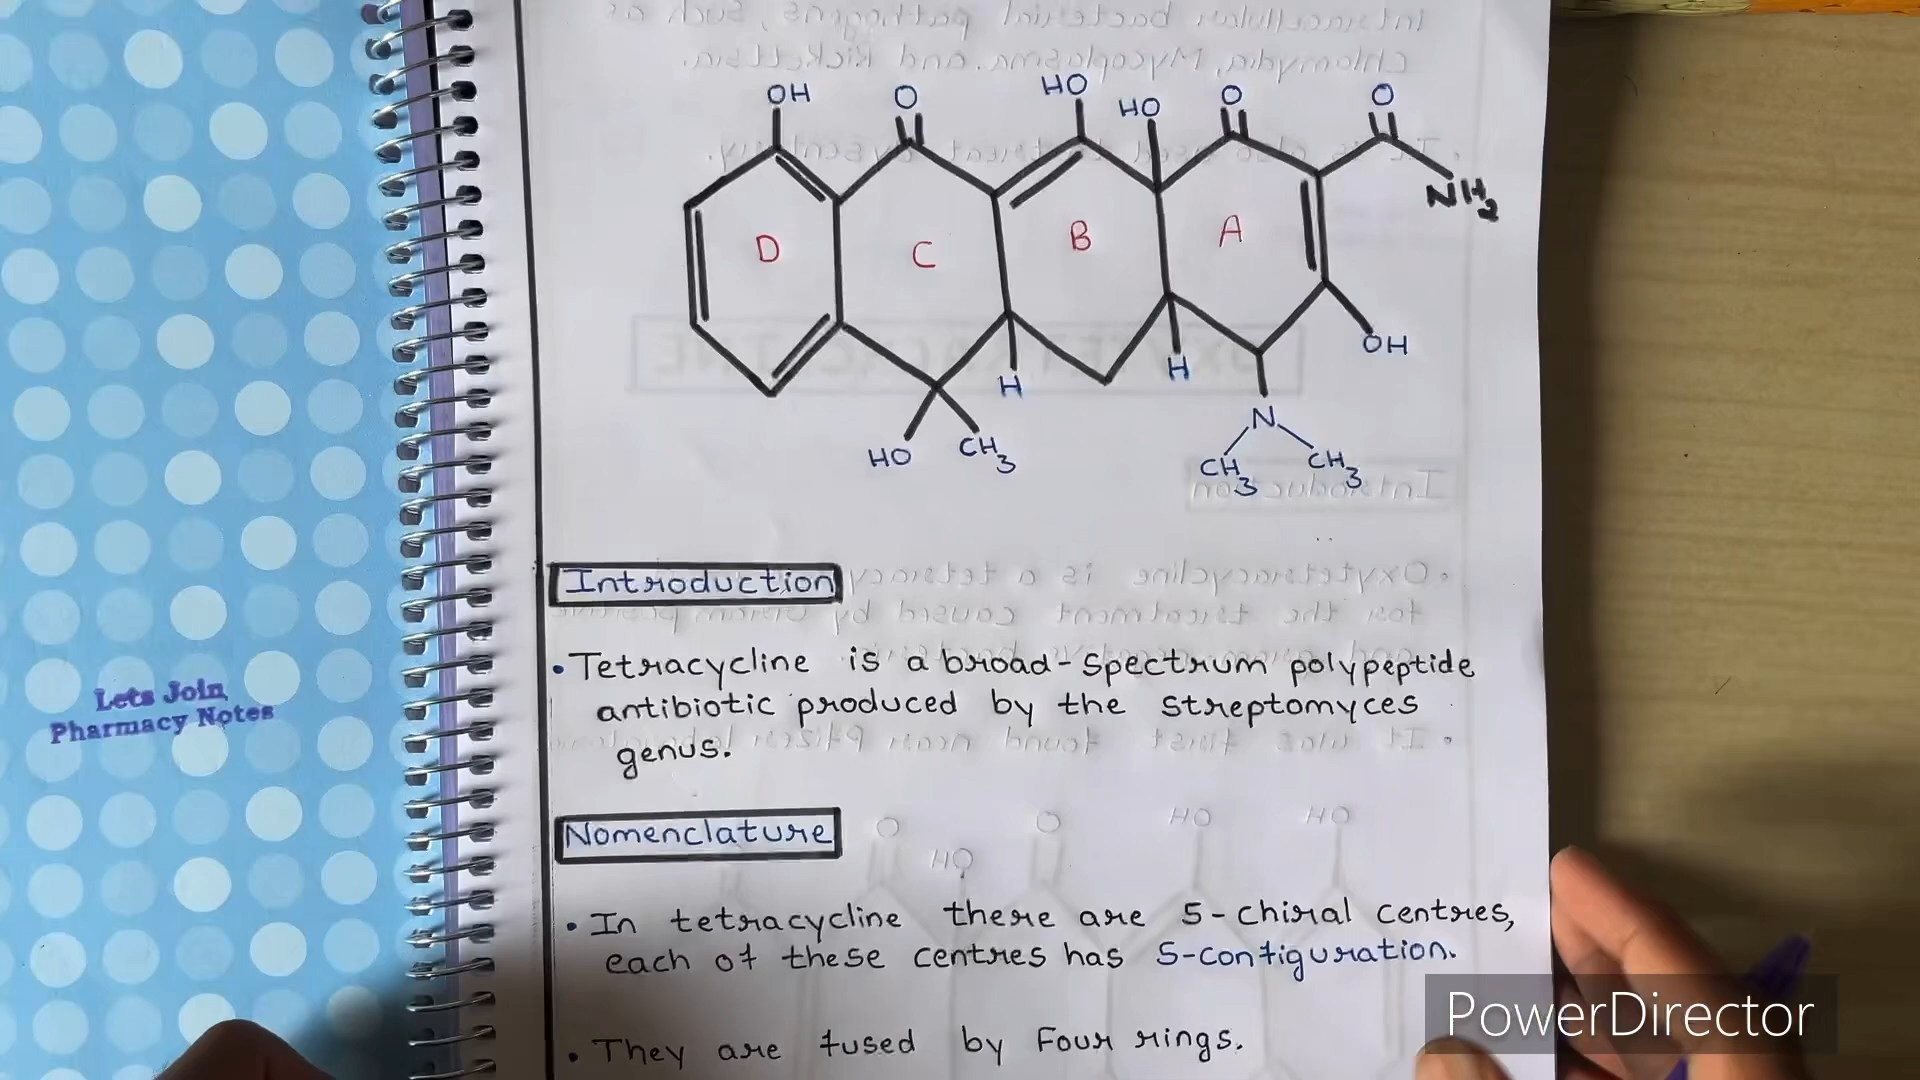 OH
O
HO
HO
O
O
NH2
D
C
B
A
OH
H
H
HO
CH3
N
CH3
CH3
Introduction
• Tetracycline is a broad-spectrum polypeptide
antibiotic produced by the streptomyces
genus.
Nomenclature
• In tetracycline there are 5-chiral centres,
each of these centres has S-configuration.
• They are fused by Four rings.
Lets Join
Pharmacy Notes
PowerDirector